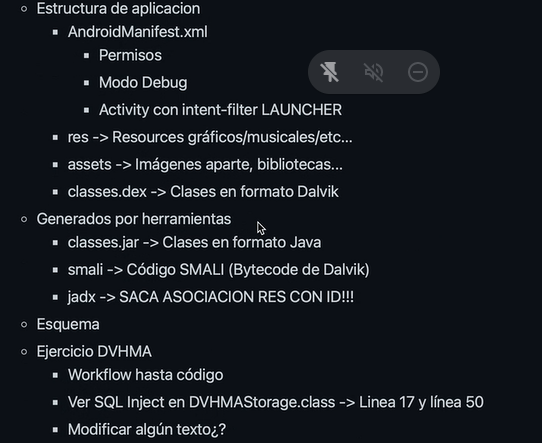 Estructura de aplicacion
AndroidManifest.xml
Permisos
Modo Debug
Activity con intent-filter LAUNCHER
res -> Resources gráficos/musicales/etc...
assets -> Imágenes aparte, bibliotecas...
classes.dex -> Clases en formato Dalvik
Generados por herramientas
classes.jar -> Clases en formato Java
smali -> Código SMALI (Bytecode de Dalvik)
jadx -> SACA ASOCIACION RES CON ID!!!
Esquema
Ejercicio DVHMA
Workflow hasta código
Ver SQL Inject en DVHMAStorage.class -> Linea 17 y línea 50
Modificar algún texto¿?